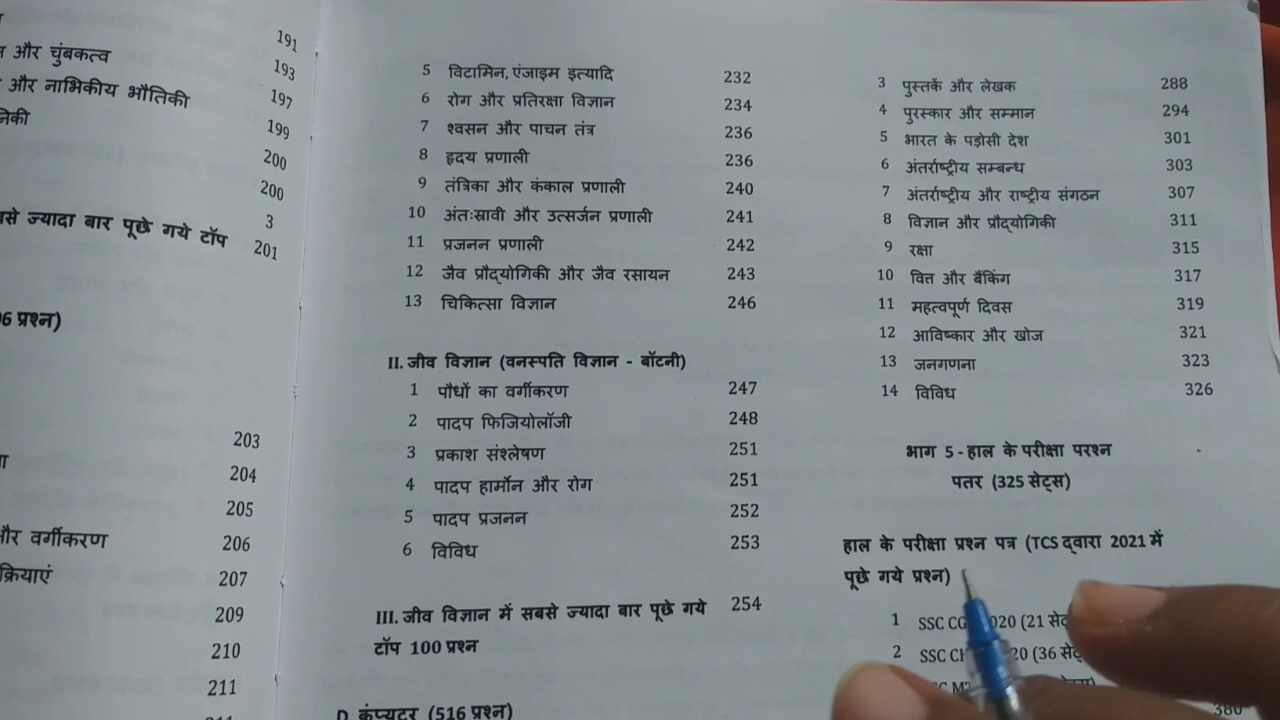 191
और चुंबकत्व 193
और नाभिकीय भौतिकी 197
199
200
200
3
ज्यादा बार पूछे गये टॉप 201
प्रश्न)
203
204
205
और वर्गीकरण 206
207
209
210
211
5 विटामिन, एंजाइम इत्यादि 232
6 रोग और प्रतिरक्षा विज्ञान 234
7 श्वसन और पाचन तंत्र 236
8 हृदय प्रणाली 236
9 तंत्रिका और कंकाल प्रणाली 240
10 अंतःस्रावी और उत्सर्जन प्रणाली 241
11 प्रजनन प्रणाली 242
12 जैव प्रौद्योगिकी और जैव रसायन 243
13 चिकित्सा विज्ञान 246
II. जीव विज्ञान (वनस्पति विज्ञान - बॉटनी)
1 पौधों का वर्गीकरण 247
2 पादप फिजियोलॉजी 248
3 प्रकाश संश्लेषण 251
4 पादप हार्मोन और रोग 251
5 पादप प्रजनन 252
6 विविध 253
III. जीव विज्ञान में सबसे ज्यादा बार पूछे गये 254
टॉप 100 प्रश्न
D. कंप्यूटर (516 प्रश्न)
3 पुस्तकें और लेखक 288
4 पुरस्कार और सम्मान 294
5 भारत के पड़ोसी देश 301
6 अंतर्राष्ट्रीय सम्बन्ध 303
7 अंतर्राष्ट्रीय और राष्ट्रीय संगठन 307
8 विज्ञान और प्रौद्योगिकी 311
9 रक्षा 315
10 वित्त और बैंकिंग 317
11 महत्वपूर्ण दिवस 319
12 आविष्कार और खोज 321
13 जनगणना 323
14 विविध 326
भाग 5 - हाल के परीक्षा परश्न
पतर (325 सेट्स)
हाल के परीक्षा प्रश्न पत्र (TCS द्वारा 2021 में
पूछे गये प्रश्न)
1 SSC (21
2 SSC (36
380